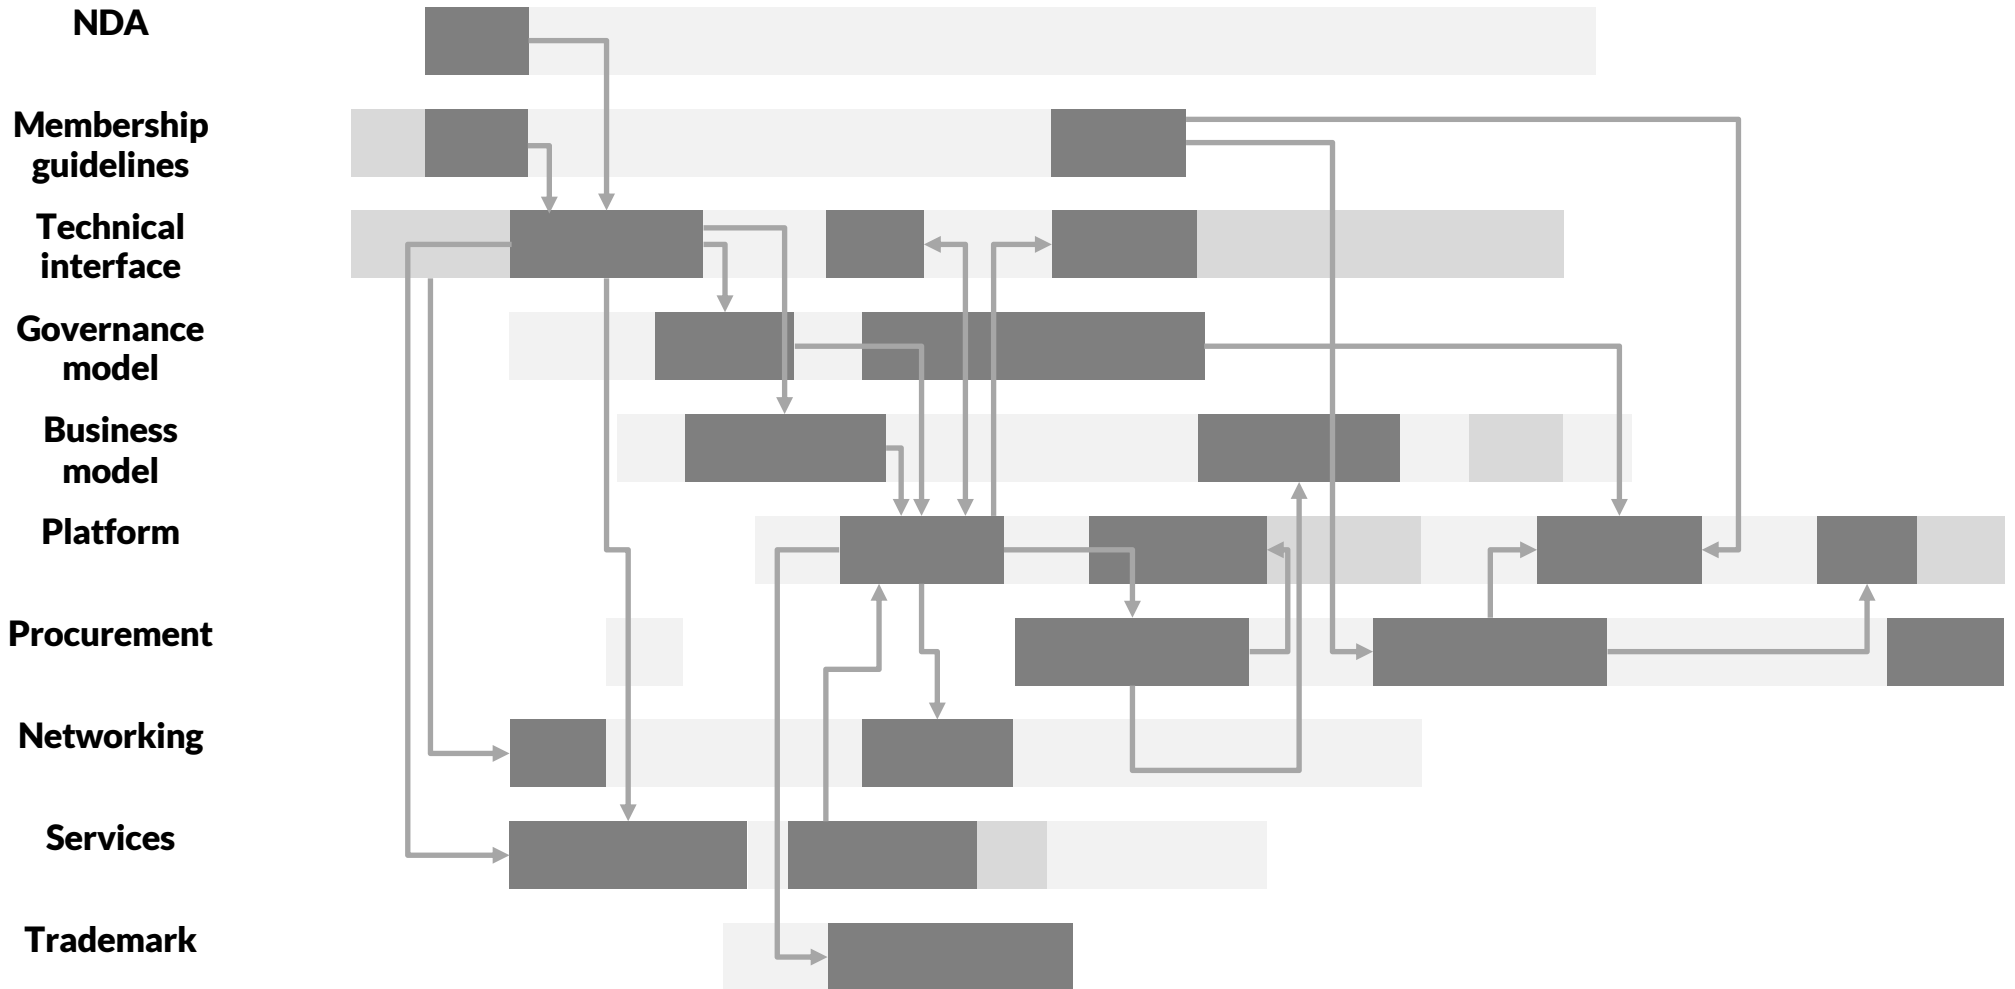 NDA
Membership
guidelines
Technical
interface
Governance
model
Business
model
Platform
Procurement
Networking
Services
Trademark